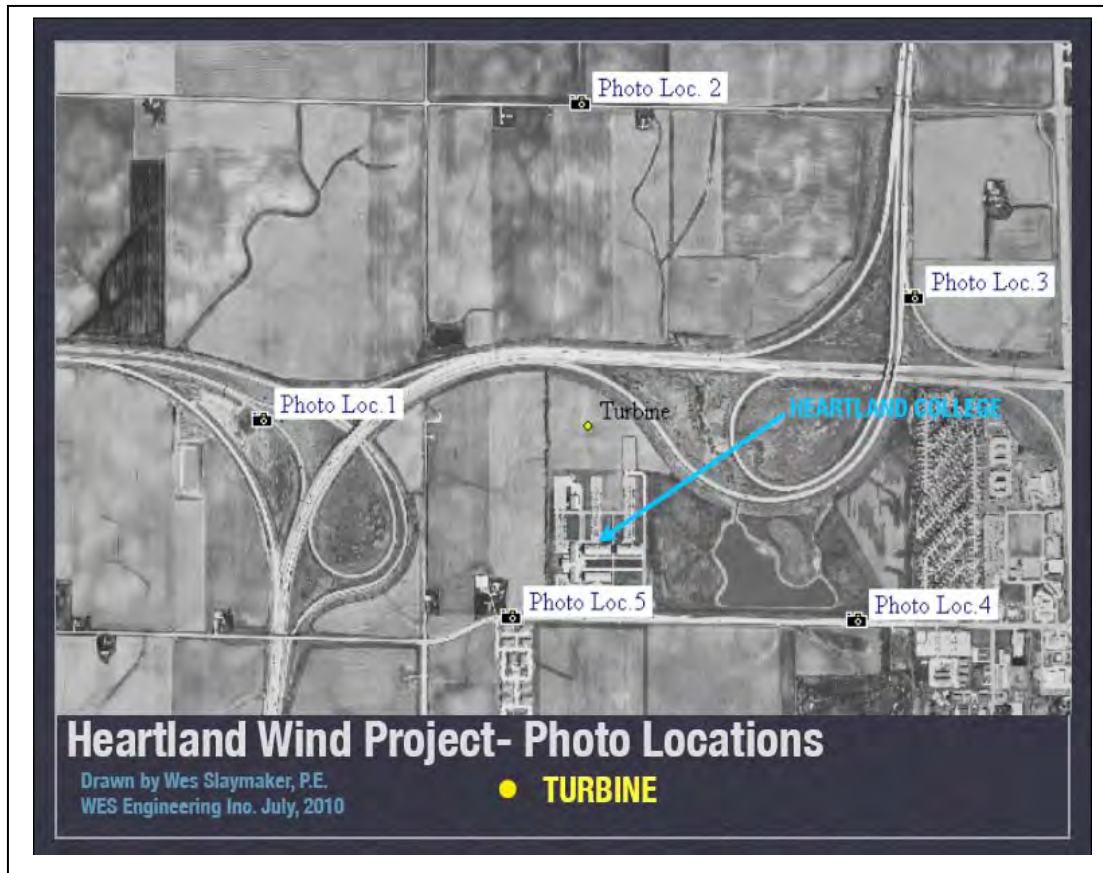 Photo Loc. 2
Photo Loc.3
Photo Loc.1
Turbine
HEARTLAND COLLEGE
Photo Loc.5
Photo Loc.4
Heartland Wind Project- Photo Locations
Drawn by Wes Slaymaker, P.E.
WES Engineering Inc. July, 2010
TURBINE